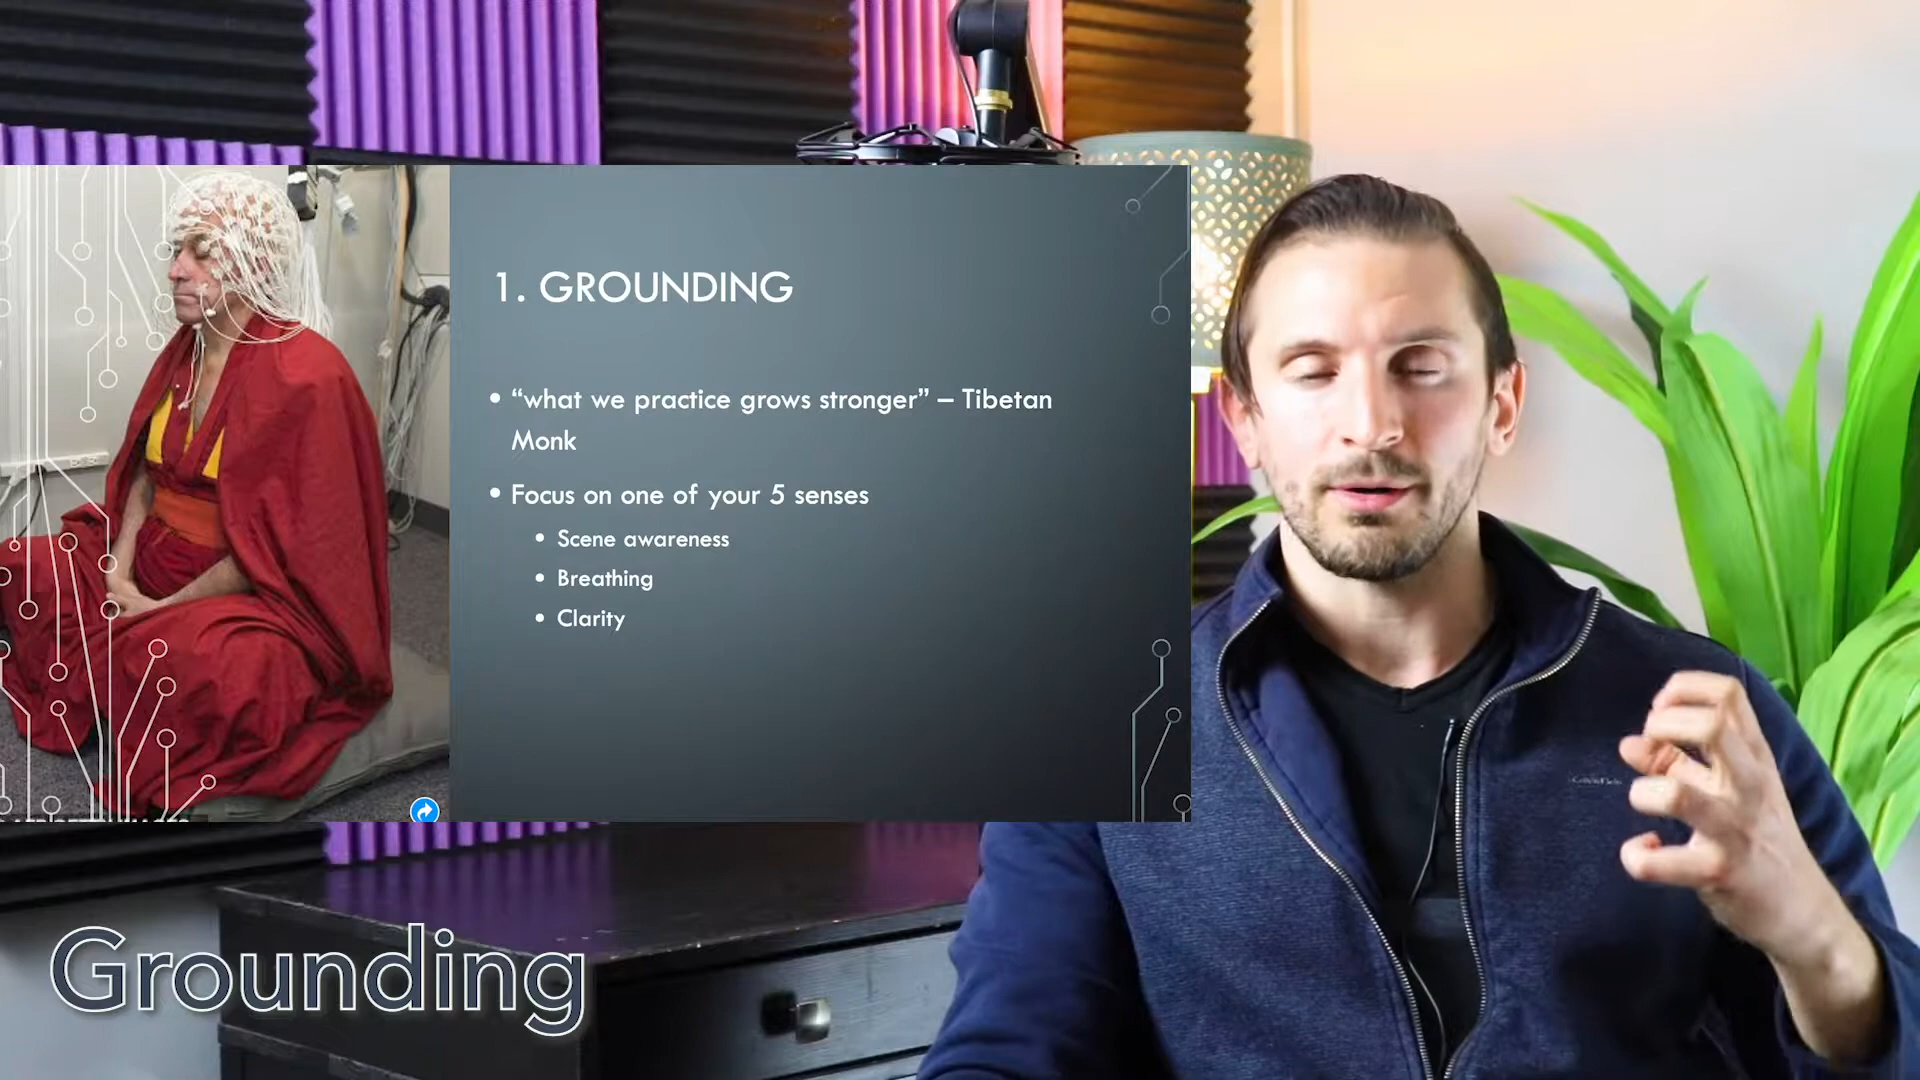 1. GROUNDING
• “what we practice grows stronger” – Tibetan
Monk
• Focus on one of your 5 senses
• Scene awareness
• Breathing
• Clarity
Grounding